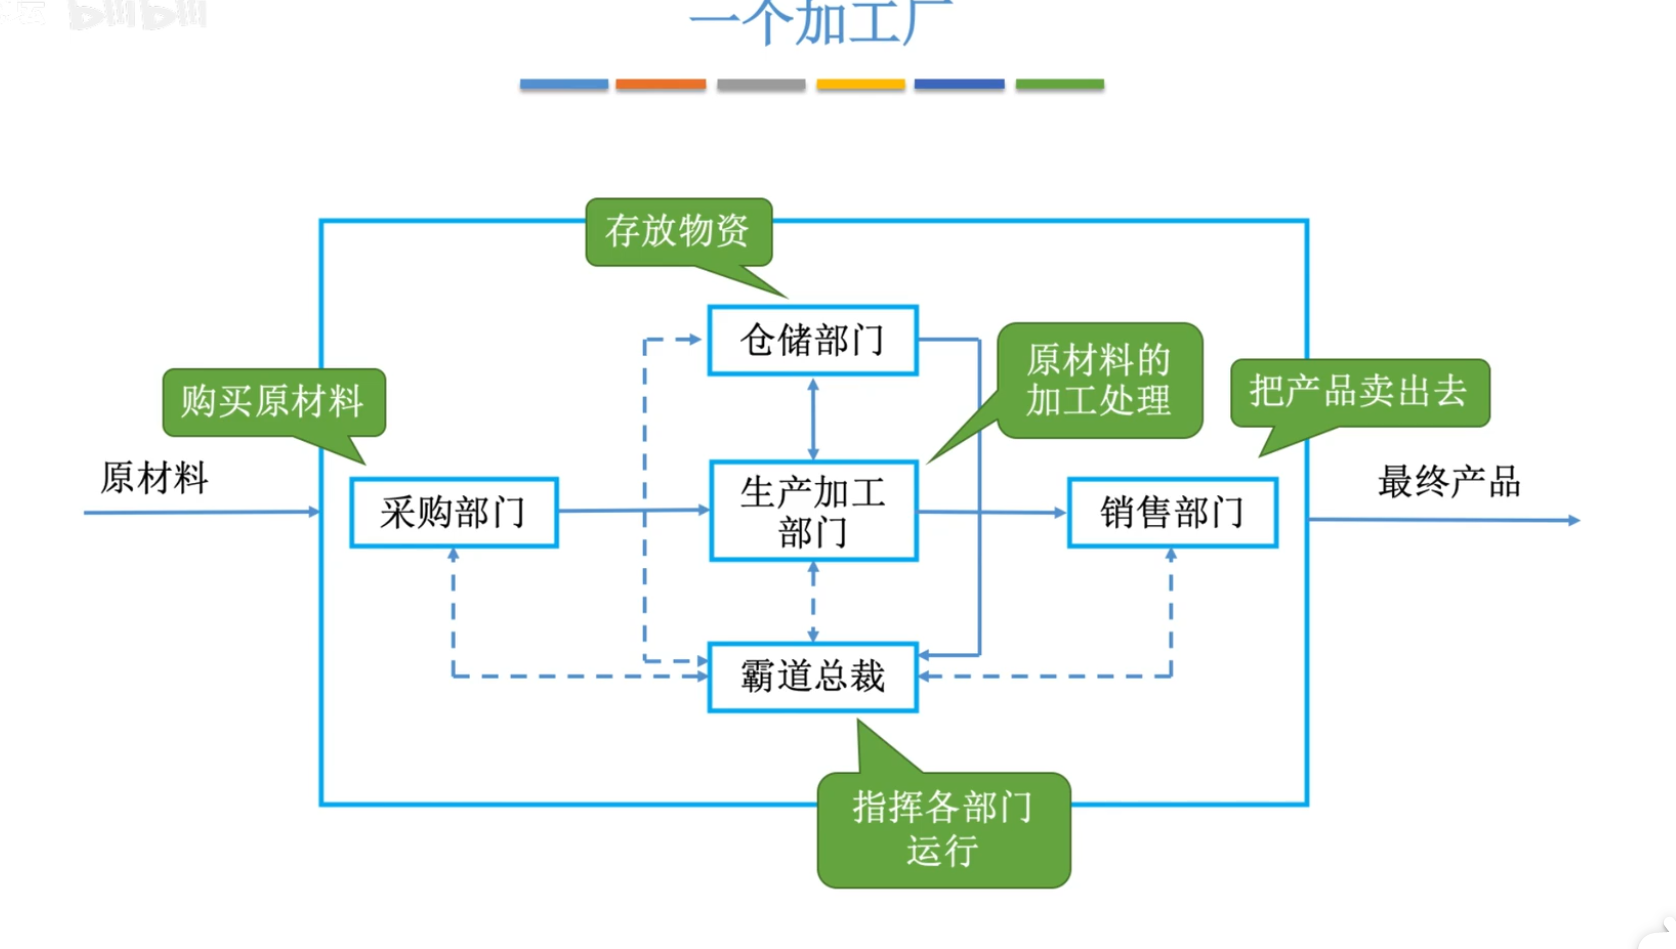 一个加工厂
存放物资
仓储部门
原材料的
加工处理
购买原材料
把产品卖出去
原材料
采购部门
生产加工
部门
销售部门
最终产品
霸道总裁
指挥各部门
运行